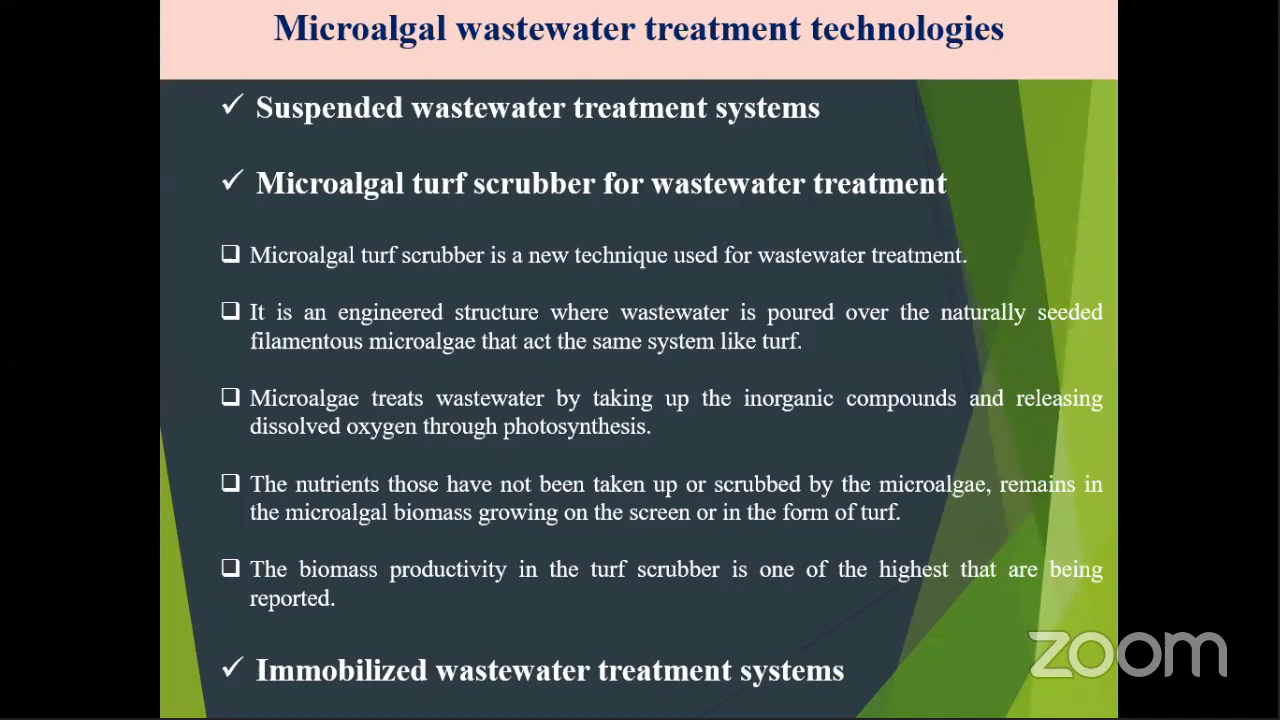 Microalgal wastewater treatment technologies
✓ Suspended wastewater treatment systems
✓ Microalgal turf scrubber for wastewater treatment
❑ Microalgal turf scrubber is a new technique used for wastewater treatment.
❑ It is an engineered structure where wastewater is poured over the naturally seeded
filamentous microalgae that act the same system like turf.
❑ Microalgae treats wastewater by taking up the inorganic compounds and releasing
dissolved oxygen through photosynthesis.
❑ The nutrients those have not been taken up or scrubbed by the microalgae, remains in
the microalgal biomass growing on the screen or in the form of turf.
❑ The biomass productivity in the turf scrubber is one of the highest that are being
reported.
✓ Immobilized wastewater treatment systems
zoom